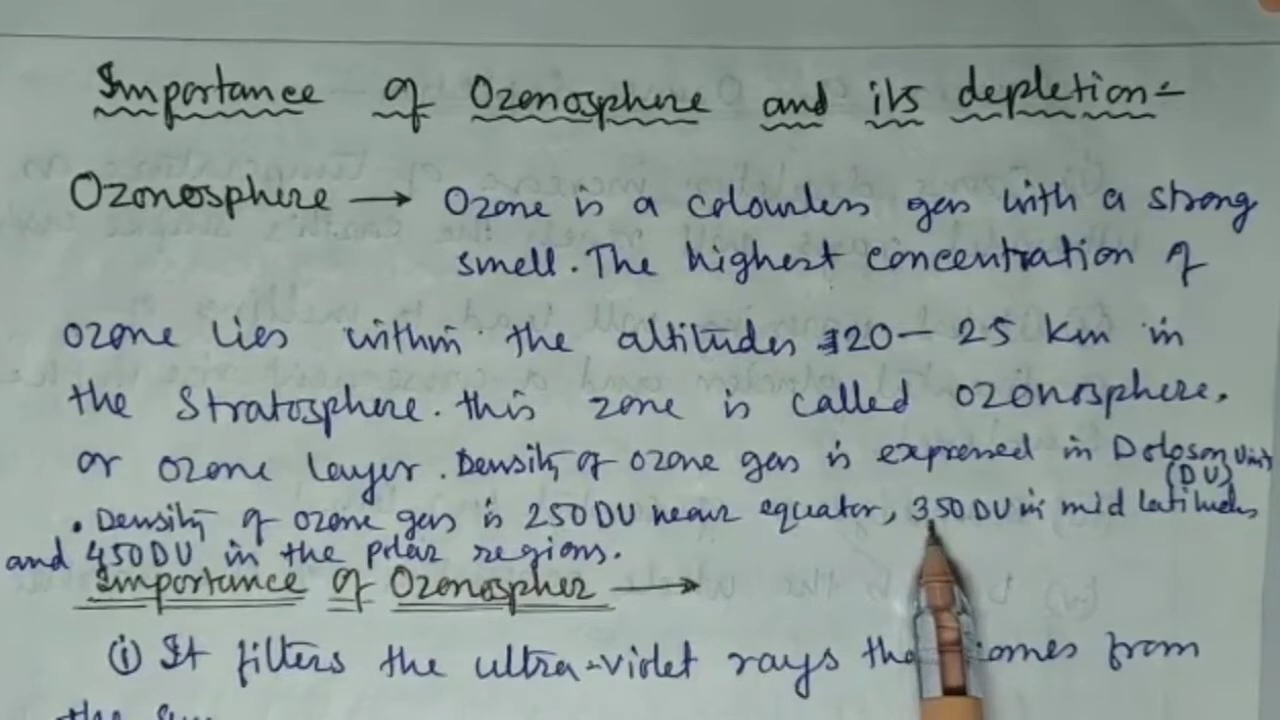 Importance of Ozonosphere and its depletion=
Ozonosphere → Ozone is a colourless gas with a strong
smell. The highest concentration of
ozone lies within the altitudes 20 - 25 km in
the Stratosphere. this zone is called ozonosphere.
or ozone layer. Density of ozone gas is expressed in Doloson Unit
(DU)
. Density of ozone gas is 250 DU near equator, 350 DU in mid latitudes
and 450 DU in the polar regions.
Importance of Ozonospher →
(i) It filters the ultra-violet rays comes from